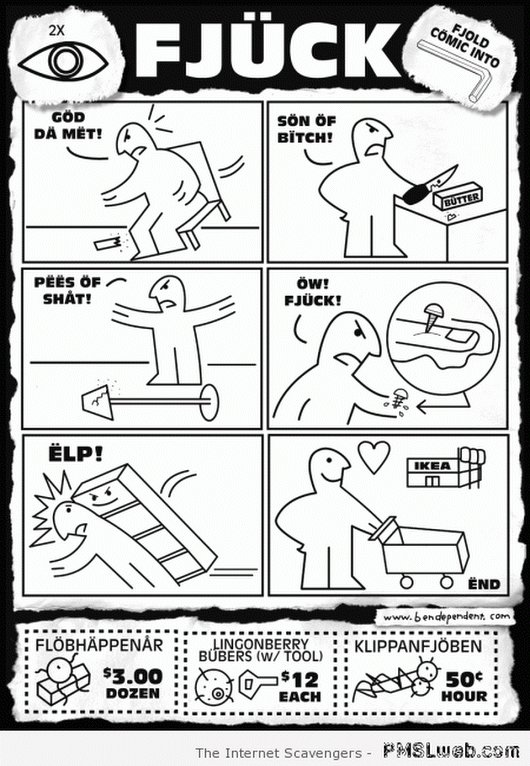 2X
FJÜCK
FJOLD
CÖMIC INTO
GÖD
DÄ MËT!
SÖN ÖF
BÏTCH!
BÜTTER
PËËS ÖF
SHÅT!
ÖW!
FJÜCK!
ËLP!
IKEA
ËND
www.bendependent.com
FLÖBHÄPPENÅR
$3.00
DOZEN
LINGONBERRY
BÜBERS (W/ TOOL)
$12
EACH
KLIPPANFJÖBEN
50¢
HOUR
The Internet Scavengers - PMSLweb.com